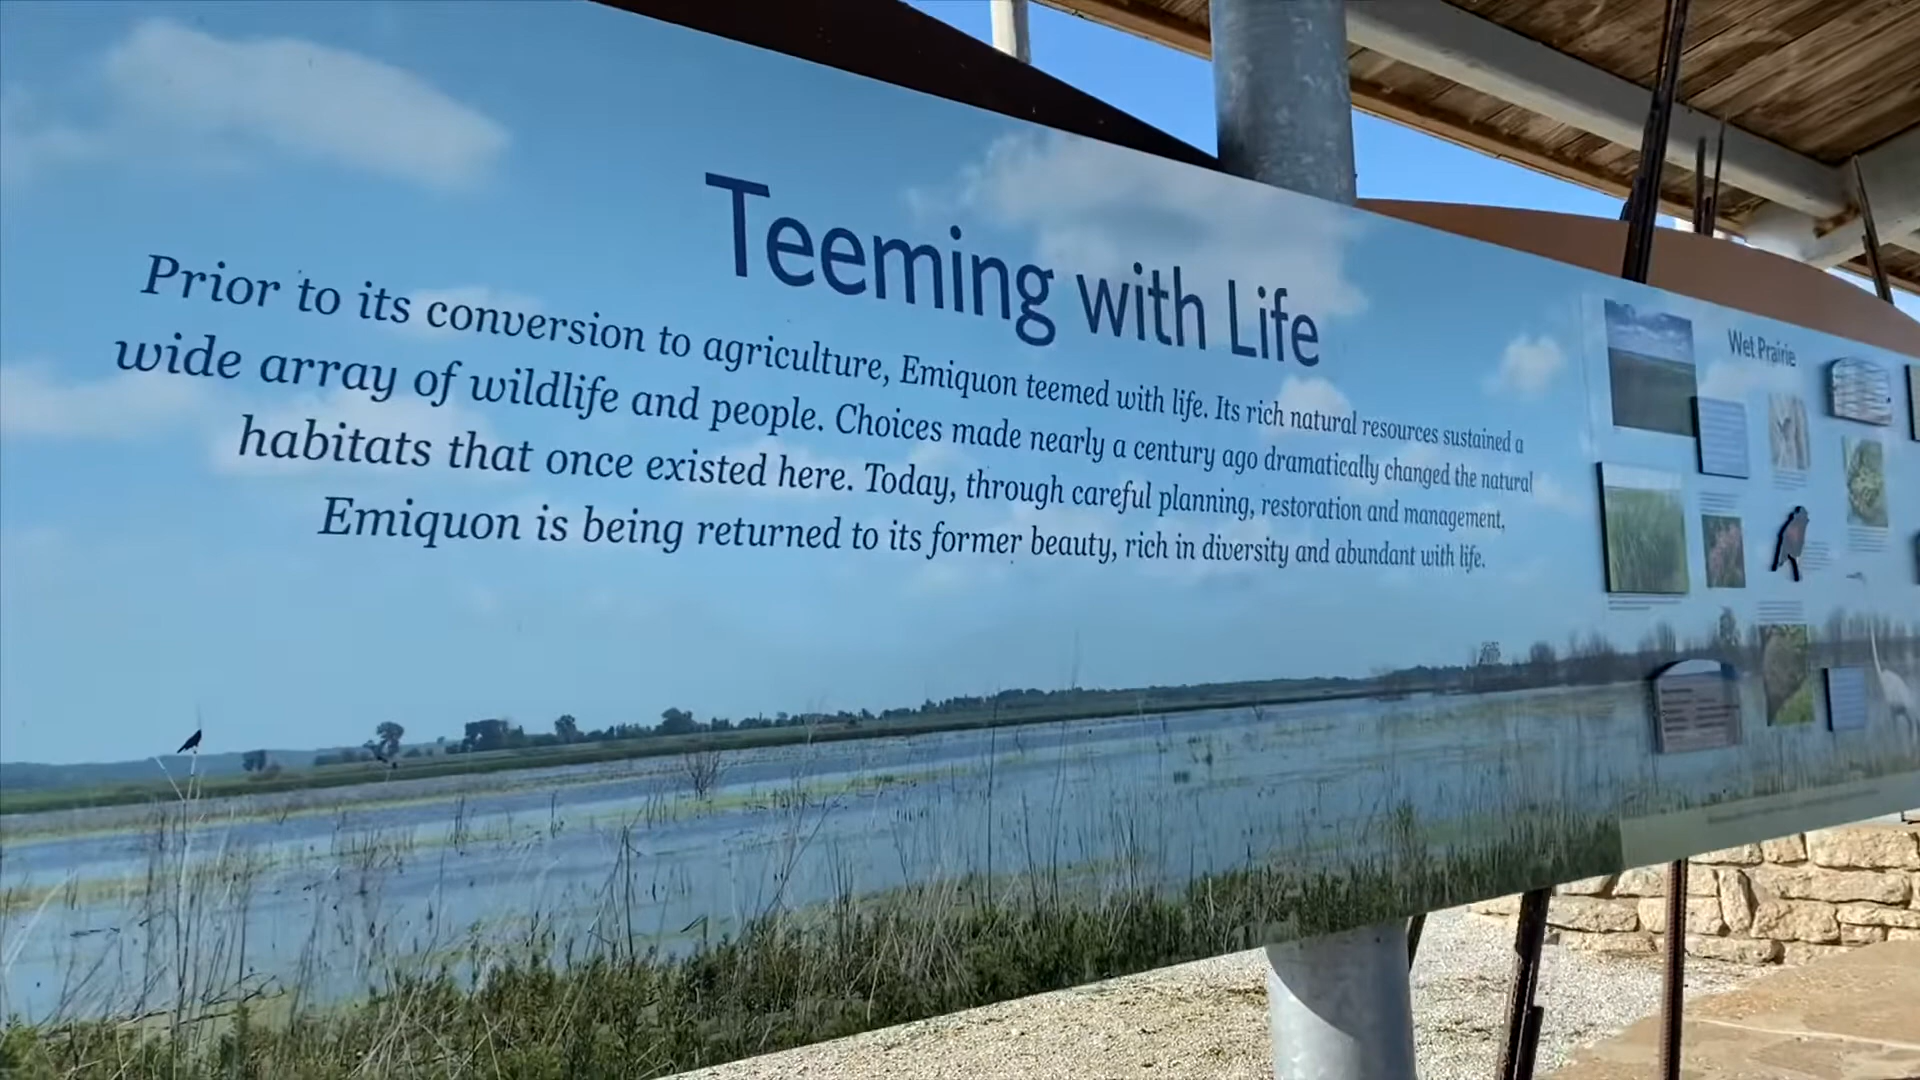 Teeming with Life
Prior to its conversion to agriculture, Emiquon teemed with life. Its rich natural resources sustained a
wide array of wildlife and people. Choices made nearly a century ago dramatically changed the natural
habitats that once existed here. Today, through careful planning, restoration and management,
Emiquon is being returned to its former beauty, rich in diversity and abundant with life.
Wet Prairie